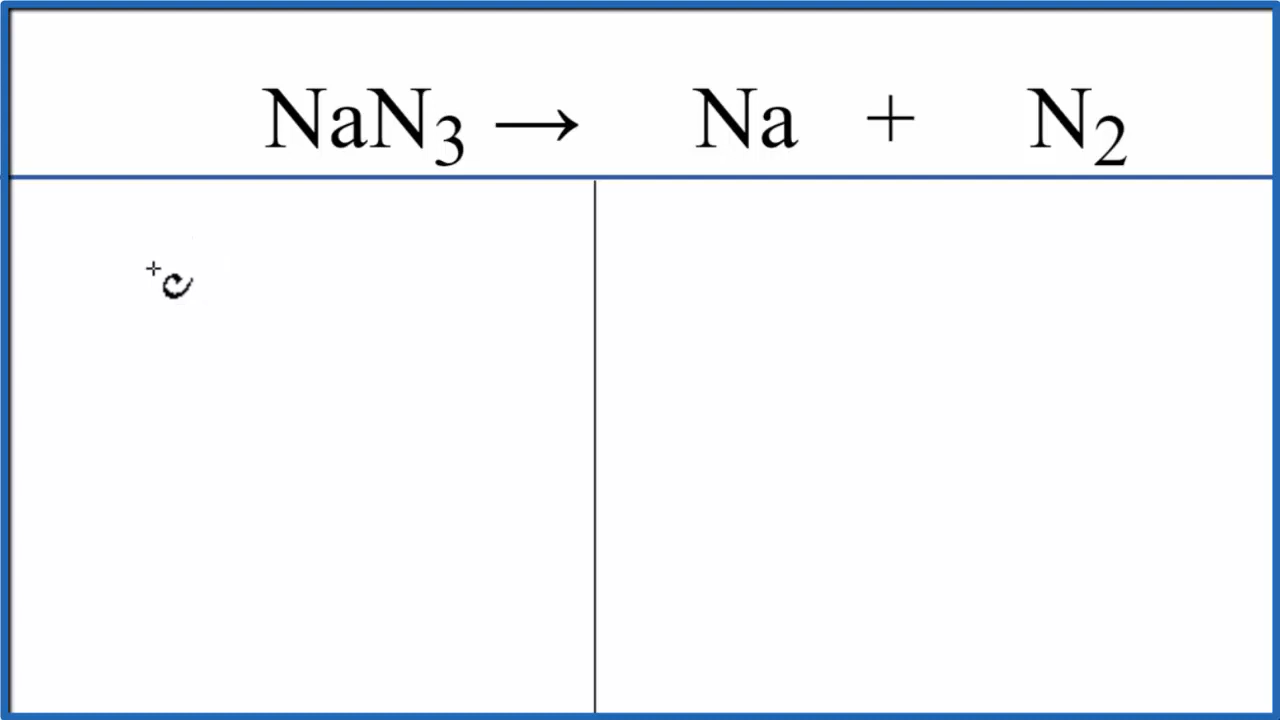 NaN₃ → Na + N₂